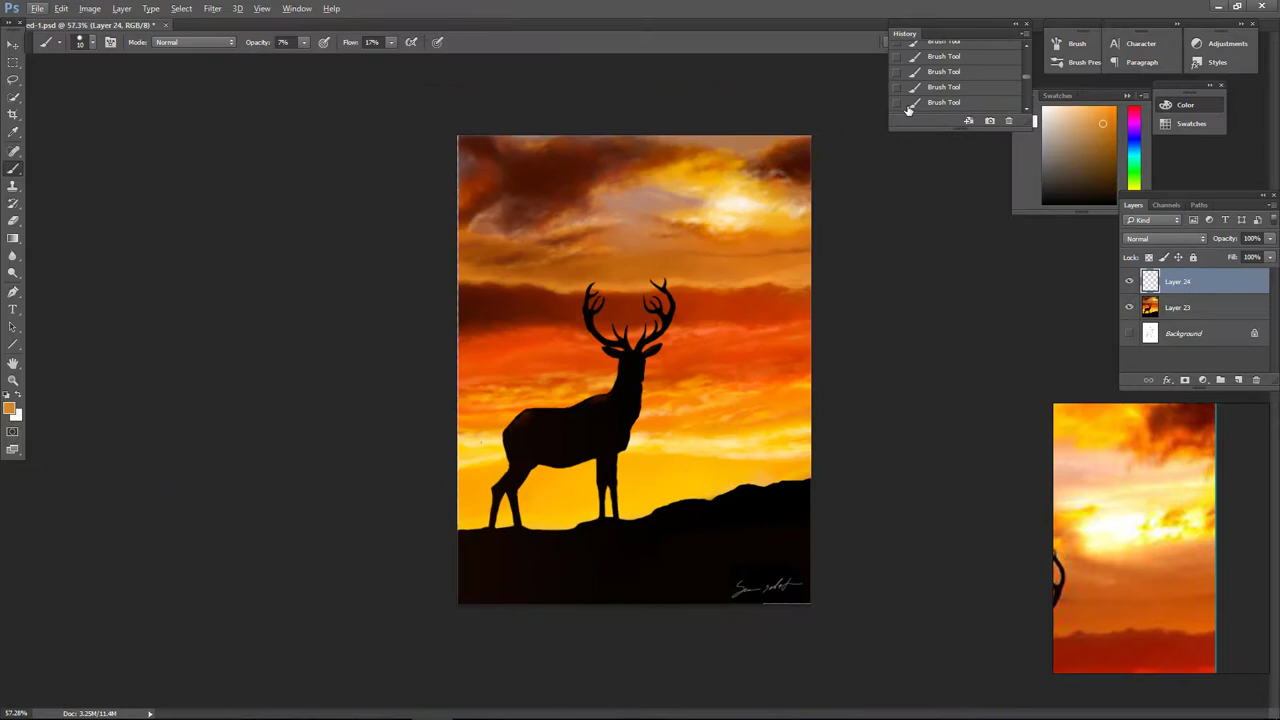 Ps File Edit Image Layer Type Select Filter 3D View Window Help
ed-1.psd @ 57.3% (Layer 24, RGB/8) * ×
10 Mode: Normal Opacity: 7% Flow: 17%
History
Brush Tool
Brush Tool
Brush Tool
Brush Tool
Brush Tool
Brush
Brush Pres
Character
Paragraph
Adjustments
Styles
Swatches
Color
Swatches
Layers Channels Paths
Kind
Normal Opacity: 100%
Lock: Fill: 100%
Layer 24
Layer 23
Background
57.28% Doc: 3.25M/11.4M